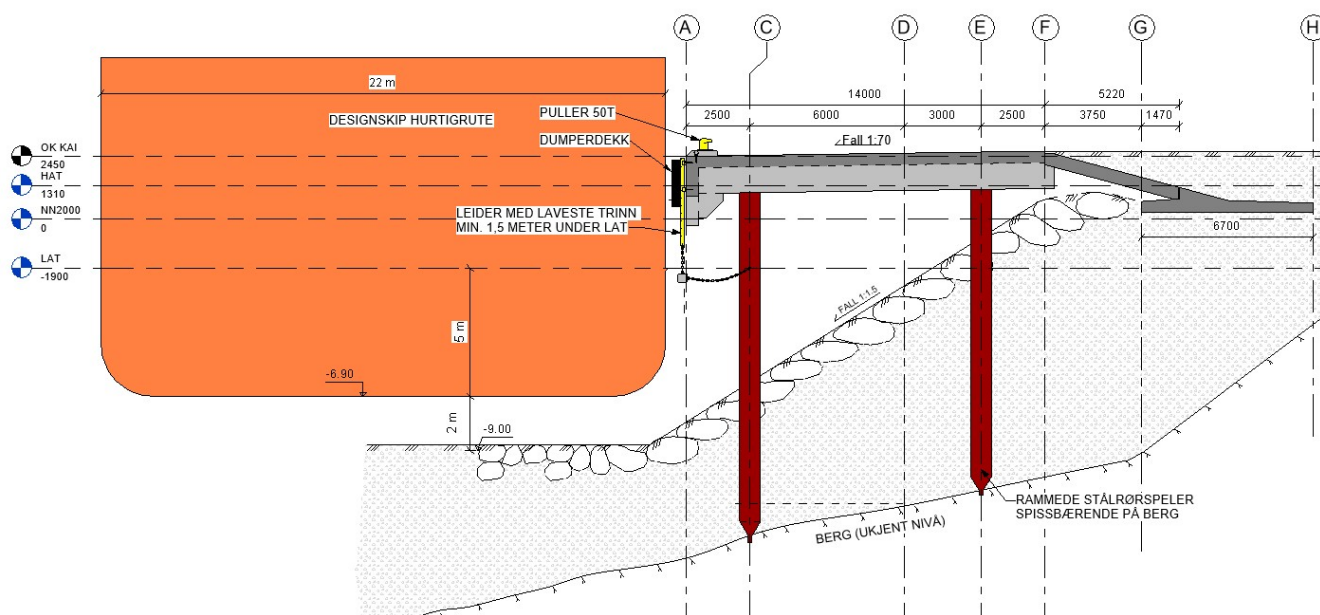 A
C
D
E
F
G
H
22 m
14000
5220
2500
6000
3000
2500
3750
1470
PULLER 50T
DESIGNSKIP HURTIGRUTE
DUMPERDEKK
Fall 1:70
OK KAI
2450
HAT
1310
NN2000
0
LAT
-1900
LEIDER MED LAVESTE TRINN
MIN. 1,5 METER UNDER LAT
6700
FALL 1:1.5
5 m
-6.90
2 m
-9.00
RAMMEDE STÅLRØRSPELER
SPISSBÆRENDE PÅ BERG
BERG (UKJENT NIVÅ)